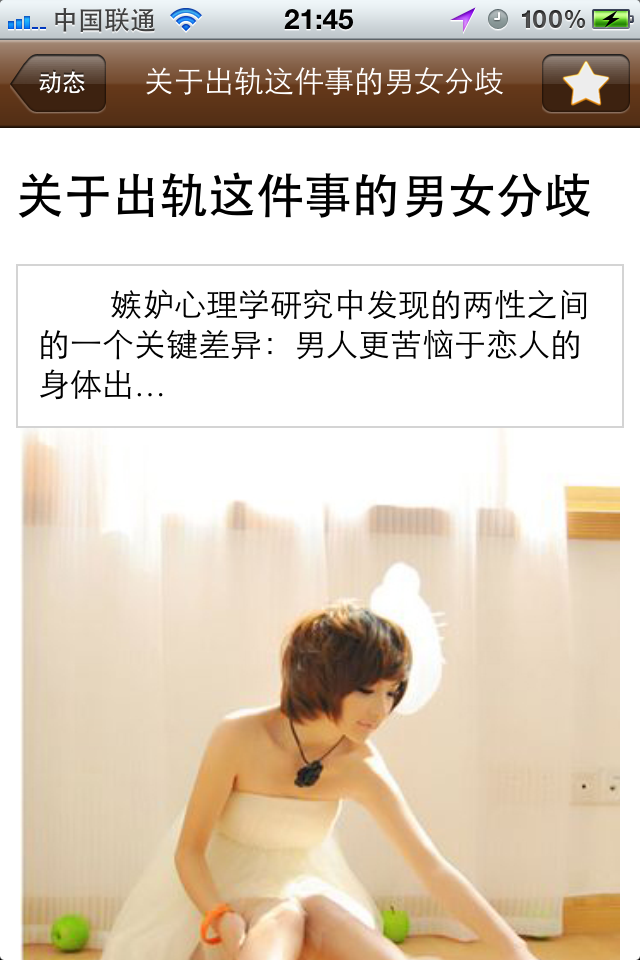 中国联通 21:45 100%
动态 关于出轨这件事的男女分歧
关于出轨这件事的男女分歧
嫉妒心理学研究中发现的两性之间
的一个关键差异：男人更苦恼于恋人的
身体出...